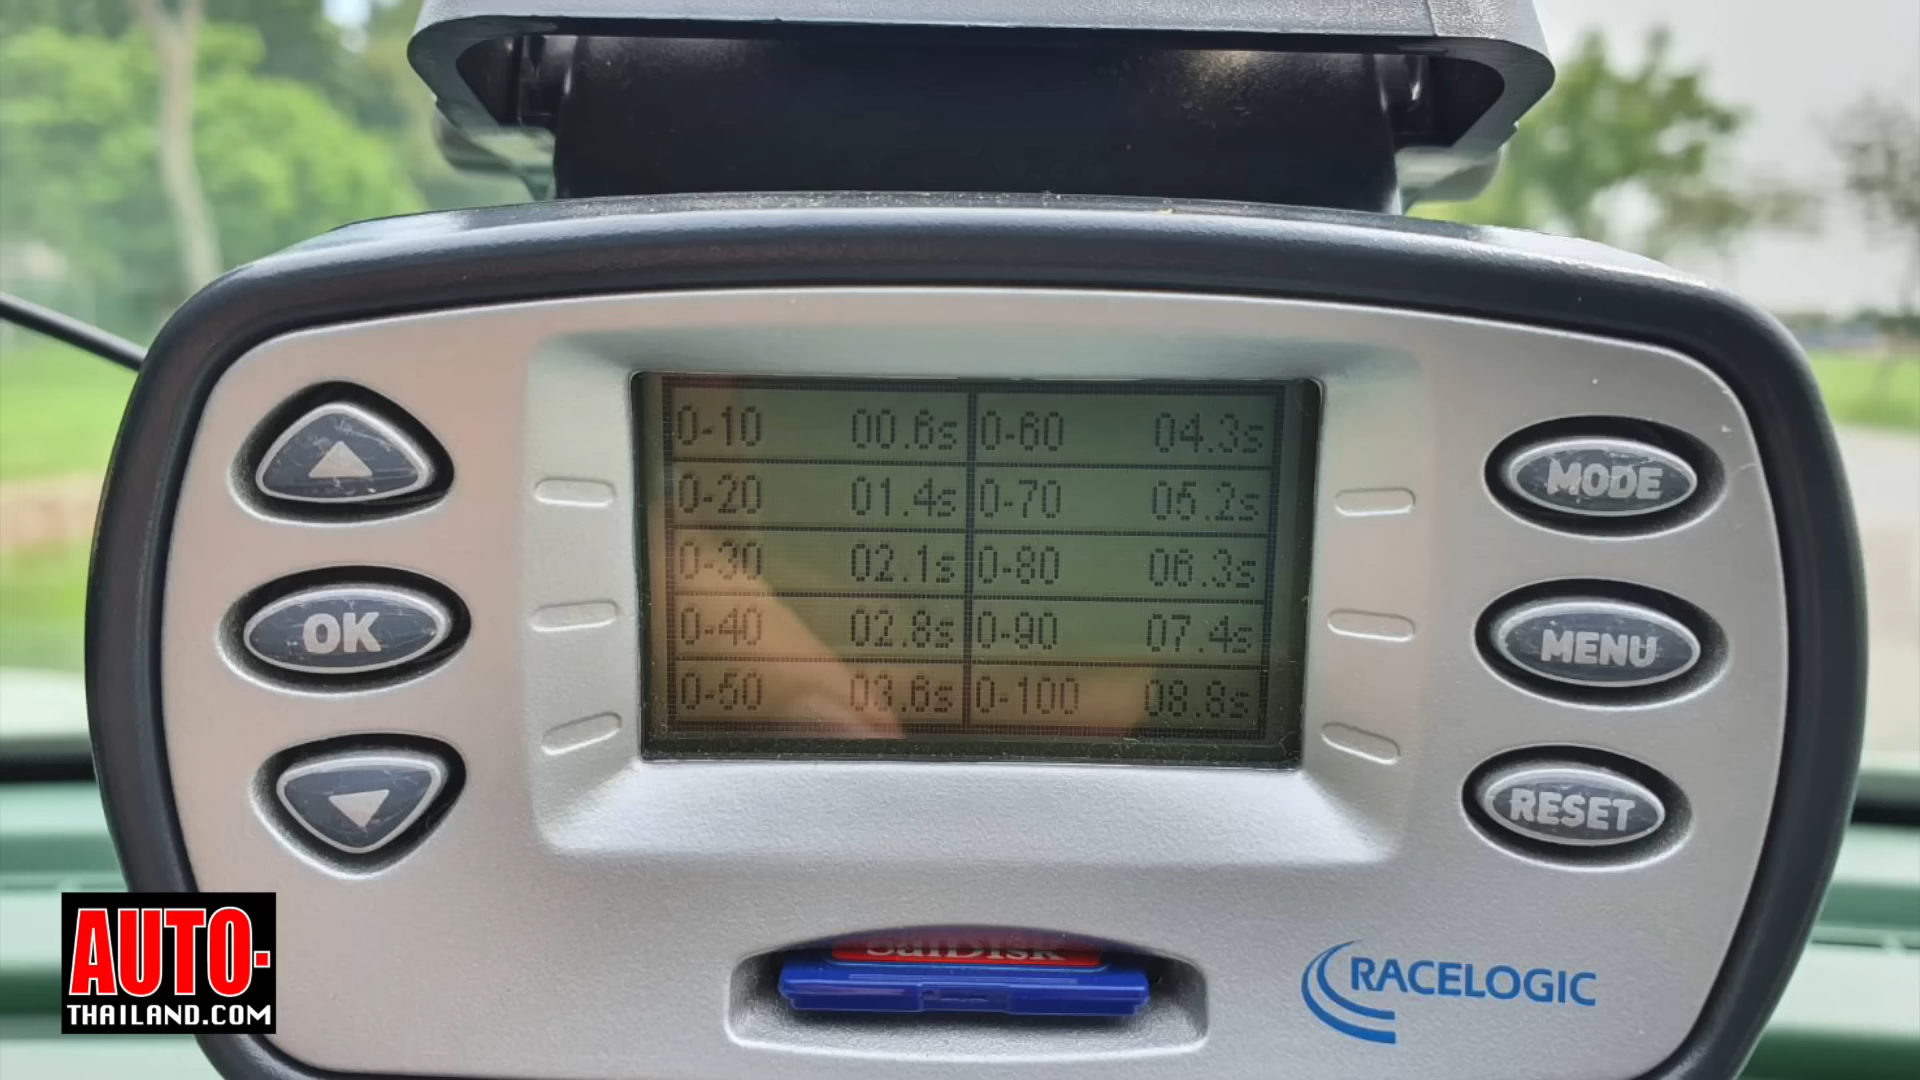 0-10 00.6s 0-60 04.3s
0-20 01.4s 0-70 05.2s
0-30 02.1s 0-80 06.3s
0-40 02.8s 0-90 07.4s
0-50 03.6s 0-100 08.8s
OK
MODE
MENU
RESET
SanDisk
RACELOGIC
AUTO-
THAILAND.COM